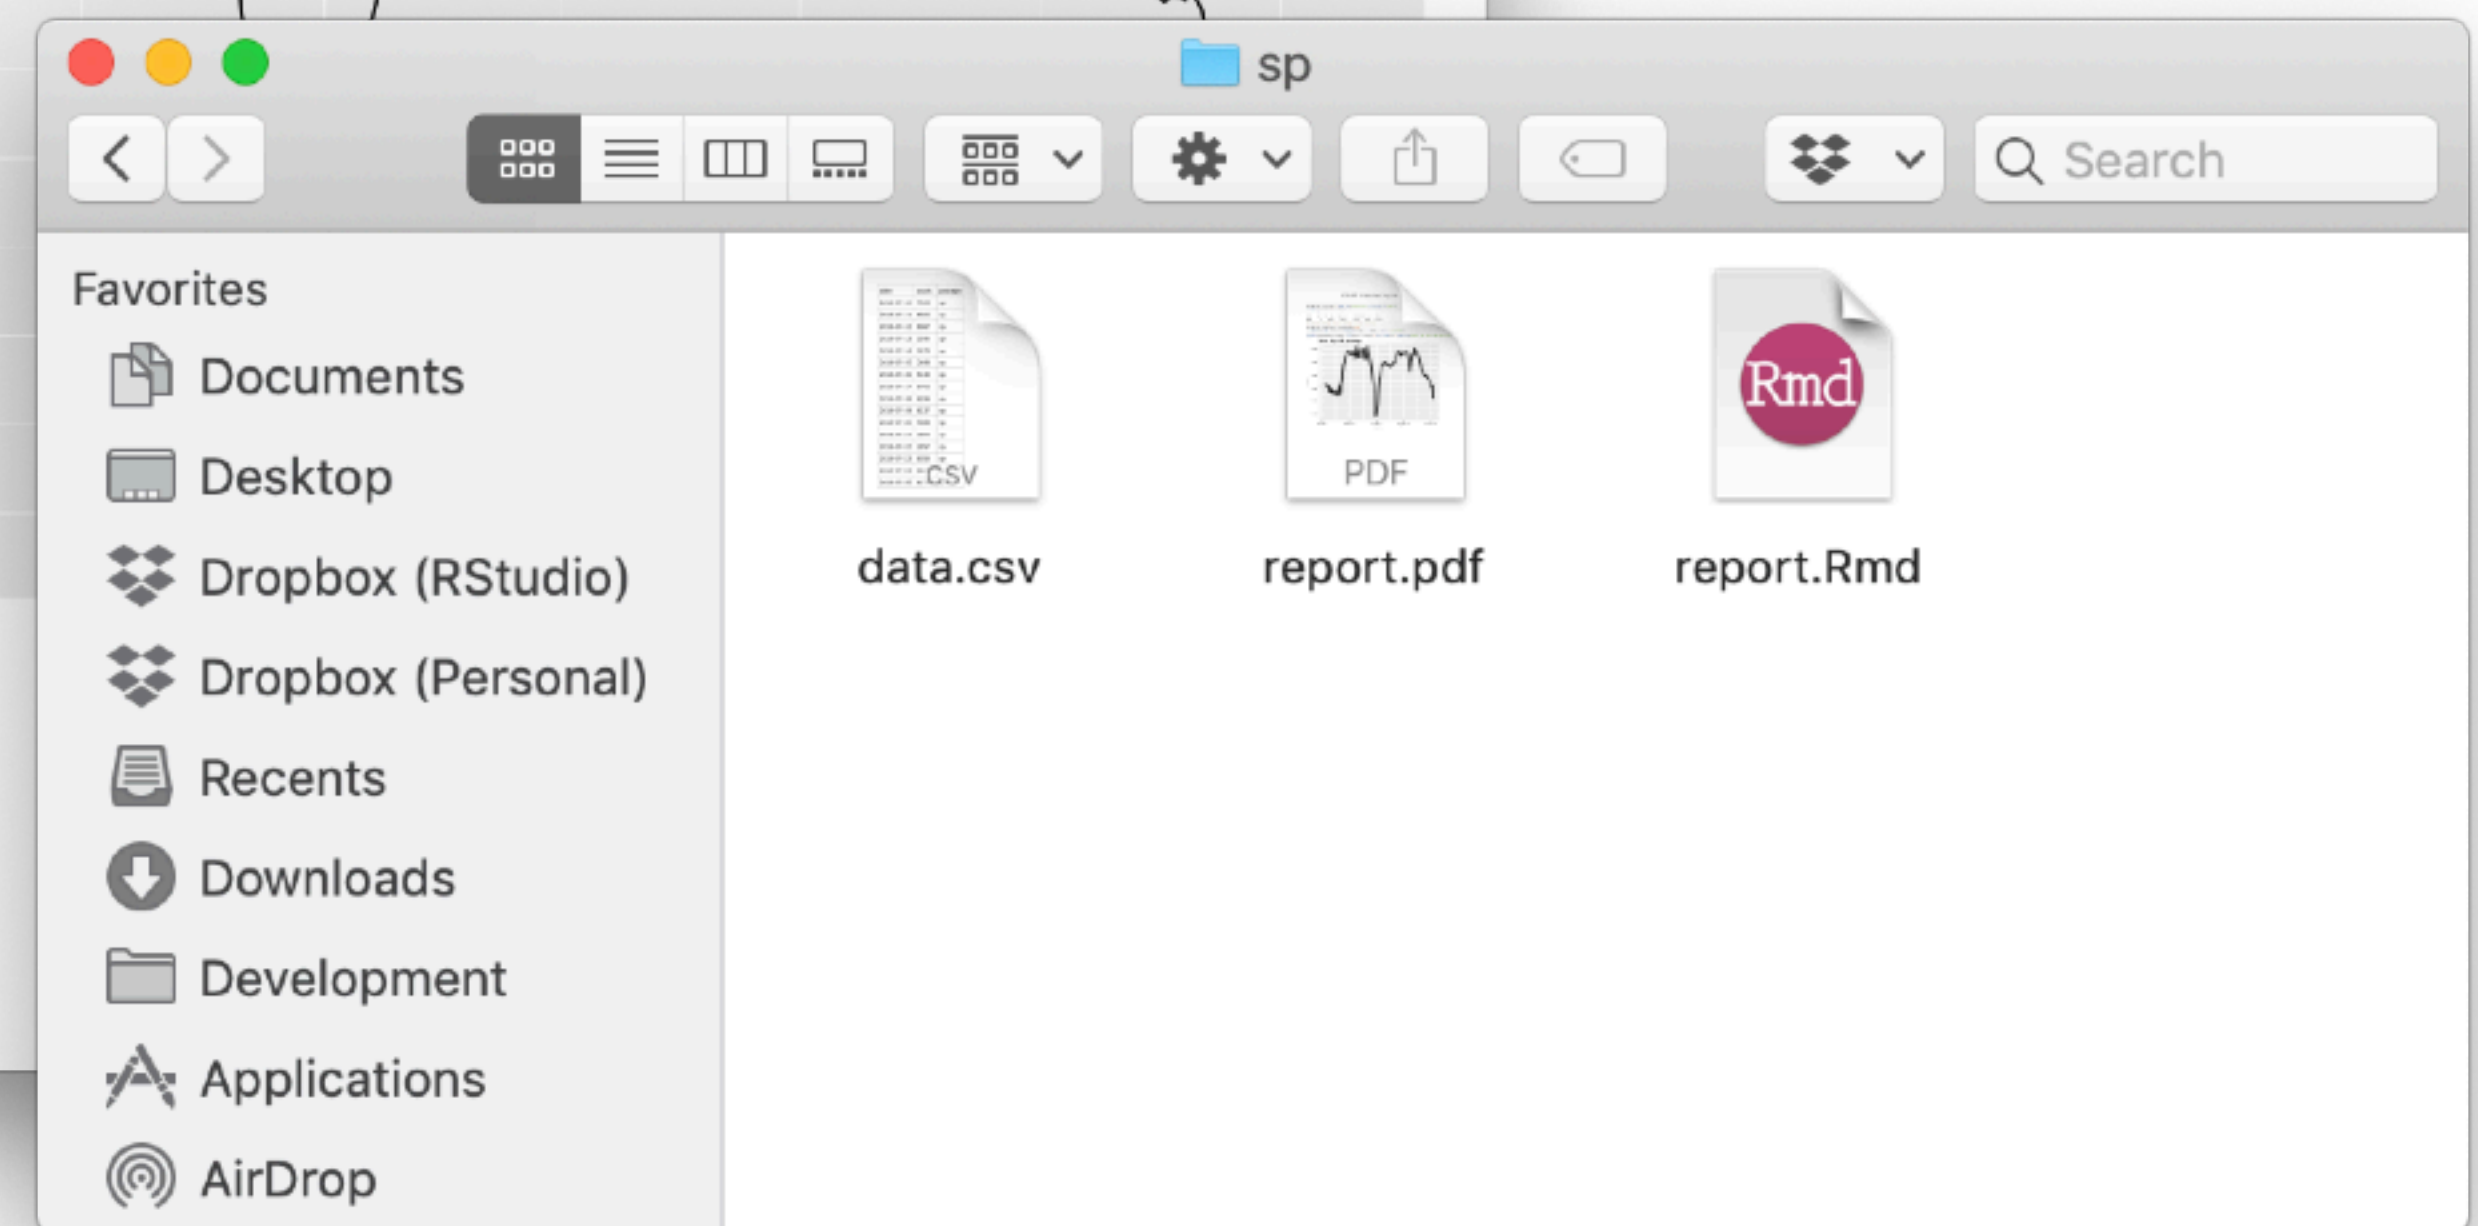 sp
Search
Favorites
Documents
Desktop
Dropbox (RStudio)
Dropbox (Personal)
Recents
Downloads
Development
Applications
AirDrop
CSV
PDF
Rmd
data.csv
report.pdf
report.Rmd